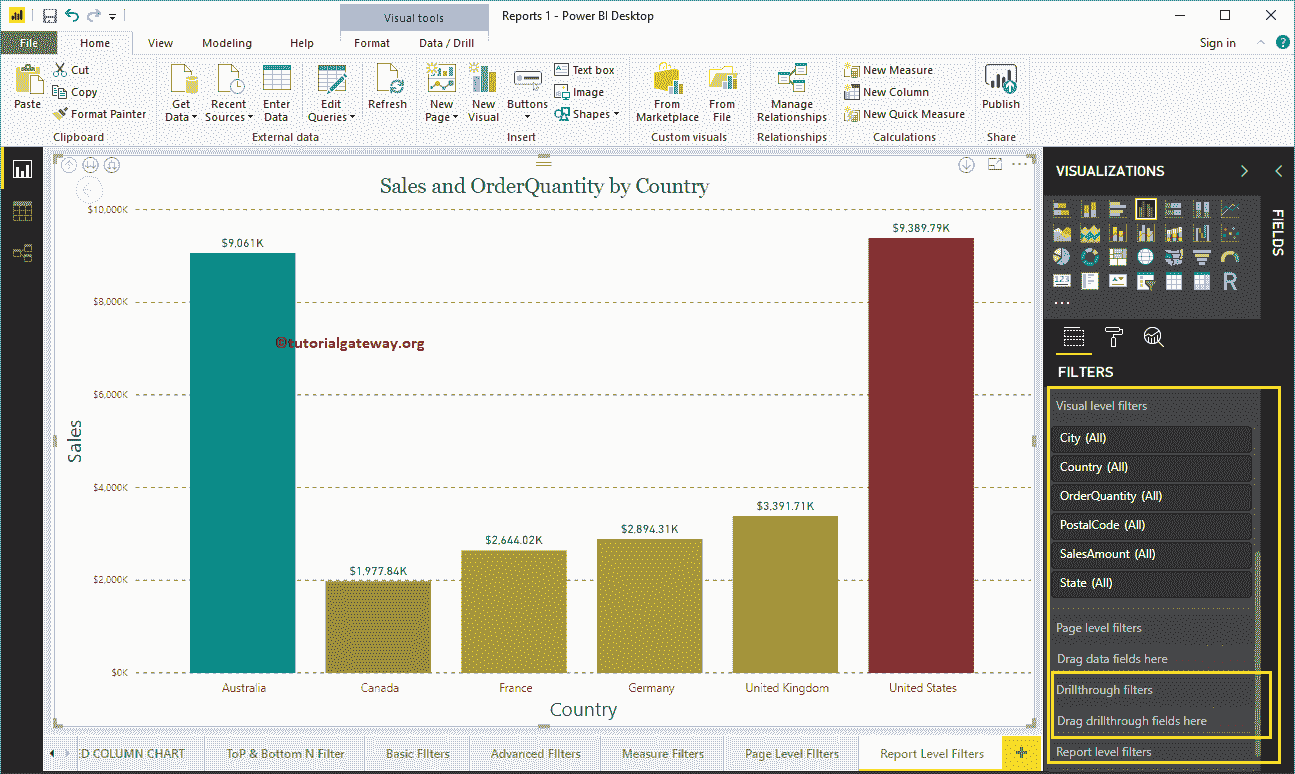 Visual tools
Reports 1 - Power BI Desktop
File
Home
View
Modeling
Help
Format
Data / Drill
Sign in
?
Paste
Cut
Copy
Format Painter
Clipboard
Get Data
Recent Sources
Enter Data
Edit Queries
External data
Refresh
New Page
New Visual
Buttons
Text box
Image
Shapes
Insert
From Marketplace
From File
Custom visuals
Manage Relationships
Relationships
New Measure
New Column
New Quick Measure
Calculations
Publish
Share
Sales and OrderQuantity by Country
$10,000K
$8,000K
$6,000K
$4,000K
$2,000K
$0K
Sales
$9,061K
$1,977.84K
$2,644.02K
$2,894.31K
$3,391.71K
$9,389.79K
©tutorialgateway.org
Australia
Canada
France
Germany
United Kingdom
United States
Country
VISUALIZATIONS
FIELDS
123
R
FILTERS
Visual level filters
City (All)
Country (All)
OrderQuantity (All)
PostalCode (All)
SalesAmount (All)
State (All)
Page level filters
Drag data fields here
Drillthrough filters
Drag drillthrough fields here
Report level filters
D COLUMN CHART
ToP & Bottom N FIlter
Basic FIlters
Advanced FIlters
Measure Filters
Page Level FIlters
Report Level FIlters
+